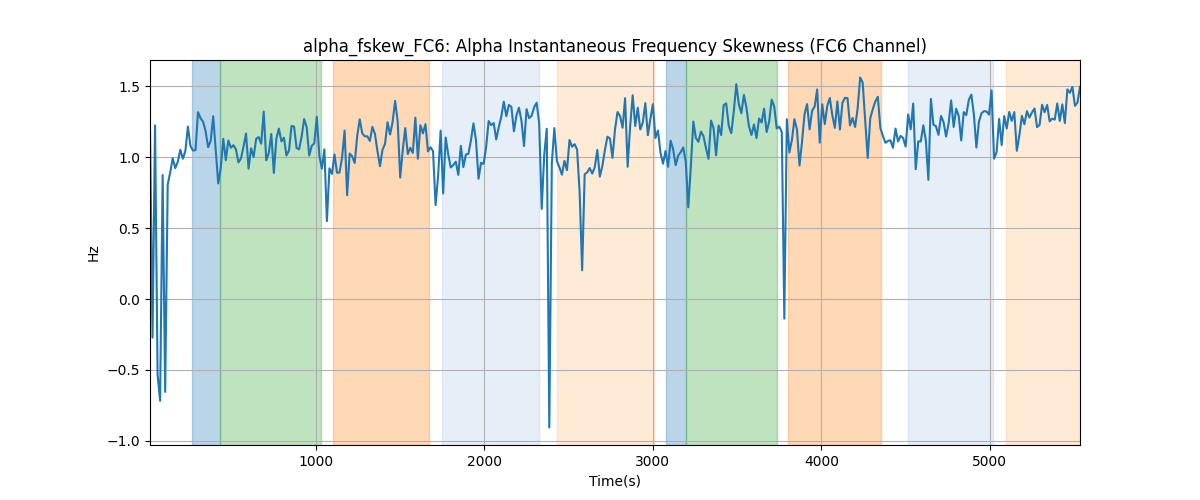 alpha_fskew_FC6: Alpha Instantaneous Frequency Skewness (FC6 Channel)
1.5
1.0
0.5
0.0
−0.5
−1.0
Hz
1000 2000 3000 4000 5000
Time(s)